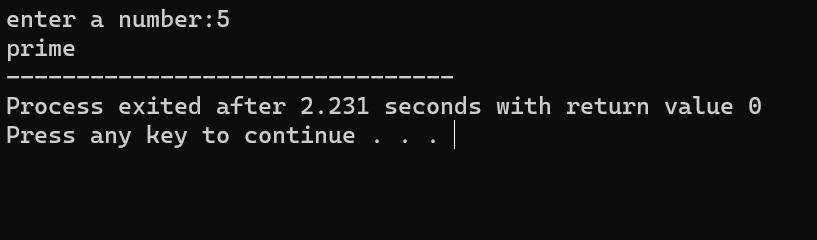 enter a number:5
prime
--------------------------------
Process exited after 2.231 seconds with return value 0
Press any key to continue . . .